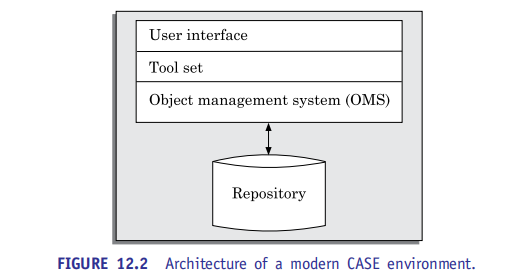 User interface
Tool set
Object management system (OMS)
Repository
FIGURE 12.2 Architecture of a modern CASE environment.